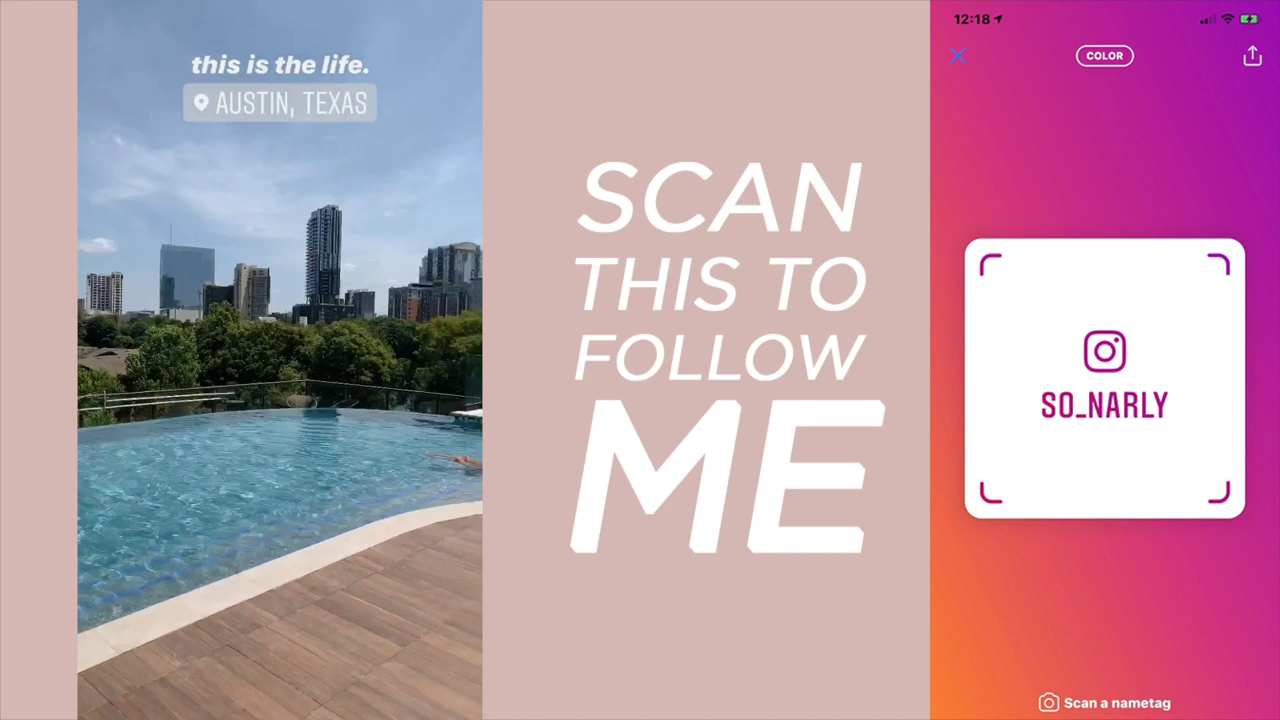 this is the life.
AUSTIN, TEXAS
SCAN
THIS TO
FOLLOW
ME
12:18
COLOR
SO_NARLY
Scan a nametag